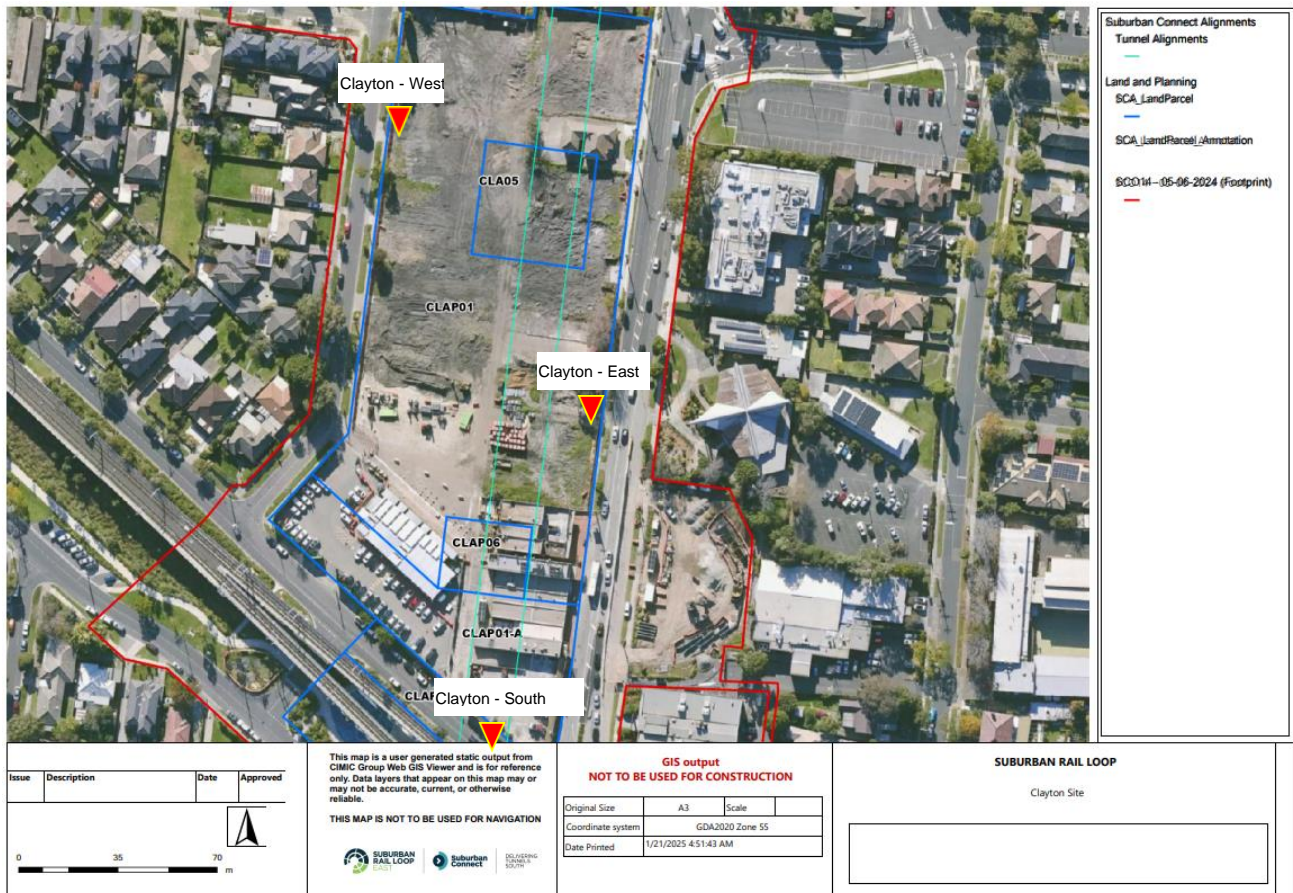 Clayton - West
CLA05
CLAP01
Clayton - East
CLAP06
CLAP01-A
CLAP
Clayton - South
Suburban Connect Alignments
Tunnel Alignments
Land and Planning
SCA_LandParcel
SCA_LandParcel_Annotation
05-06-2024 (Footprint)
Issue
Description
Date
Approved
0
35
70
m
This map is a user generated static output from
CIMIC Group Web GIS Viewer and is for reference
only. Data layers that appear on this map may or
may not be accurate, current, or otherwise
reliable.
THIS MAP IS NOT TO BE USED FOR NAVIGATION
SUBURBAN
RAIL LOOP
EAST
Suburban
Connect
DELIVERING
TUNNELS
SOUTH
GIS output
NOT TO BE USED FOR CONSTRUCTION
Original Size A3 Scale
Coordinate system GDA2020 Zone 55
Date Printed 1/21/2025 4:51:43 AM
SUBURBAN RAIL LOOP
Clayton Site